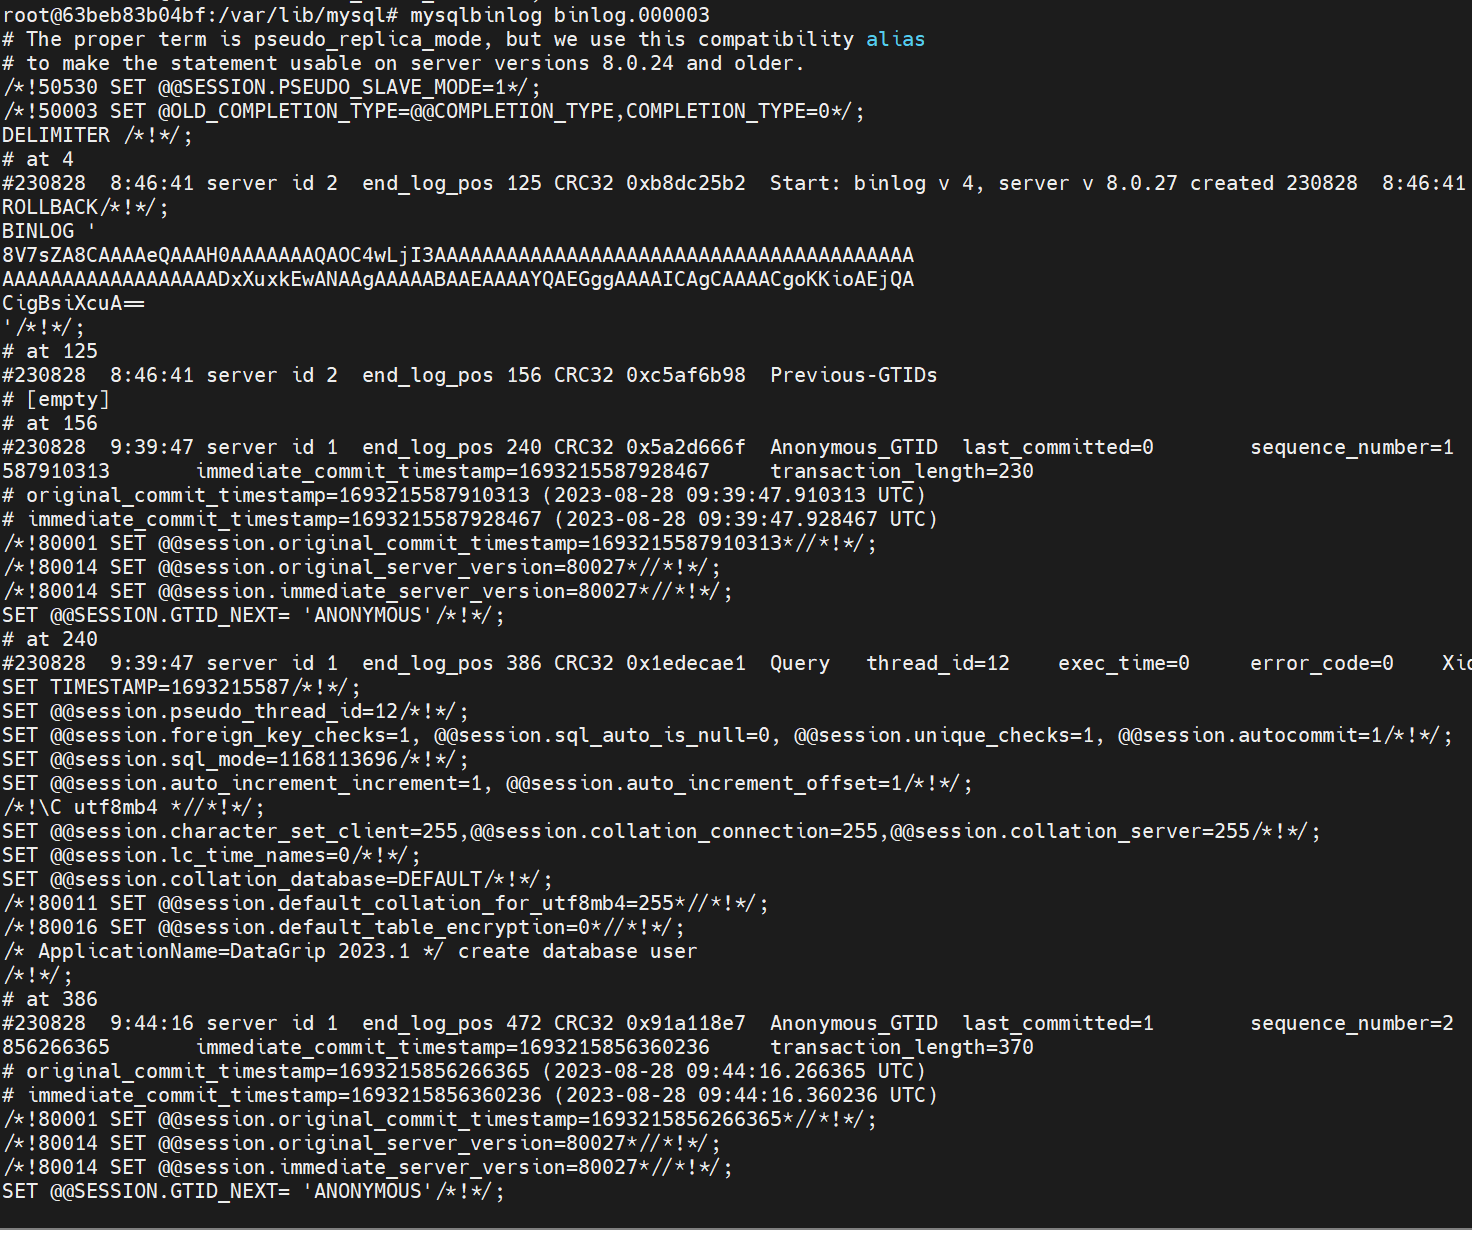 root@63beb83b04bf:/var/lib/mysql# mysqlbinlog binlog.000003
# The proper term is pseudo_replica_mode, but we use this compatibility alias
# to make the statement usable on server versions 8.0.24 and older.
/*!50530 SET @@SESSION.PSEUDO_SLAVE_MODE=1*/;
/*!50003 SET @OLD_COMPLETION_TYPE=@@COMPLETION_TYPE,COMPLETION_TYPE=0*/;
DELIMITER /*!*/;
# at 4
#230828  8:46:41 server id 2  end_log_pos 125 CRC32 0xb8dc25b2  Start: binlog v 4, server v 8.0.27 created 230828  8:46:41
ROLLBACK/*!*/;
BINLOG '
8V7sZA8CAAAAeQAAAH0AAAAAAAQAOC4wLjI3AAAAAAAAAAAAAAAAAAAAAAAAAAAAAAAAAAAAAAAA
AAAAAAAAAAAAAAAAAADxXuxkEwANAAgAAAAABAAEAAAAYQAEGggAAAAICAgCAAAACgoKKioAEjQA
CigBsiXcuA==
'/*!*/;
# at 125
#230828  8:46:41 server id 2  end_log_pos 156 CRC32 0xc5af6b98  Previous-GTIDs
# [empty]
# at 156
#230828  9:39:47 server id 1  end_log_pos 240 CRC32 0x5a2d666f  Anonymous_GTID  last_committed=0        sequence_number=1
587910313       immediate_commit_timestamp=1693215587928467     transaction_length=230
# original_commit_timestamp=1693215587910313 (2023-08-28 09:39:47.910313 UTC)
# immediate_commit_timestamp=1693215587928467 (2023-08-28 09:39:47.928467 UTC)
/*!80001 SET @@session.original_commit_timestamp=1693215587910313*//*!*/;
/*!80014 SET @@session.original_server_version=80027*//*!*/;
/*!80014 SET @@session.immediate_server_version=80027*//*!*/;
SET @@SESSION.GTID_NEXT= 'ANONYMOUS'/*!*/;
# at 240
#230828  9:39:47 server id 1  end_log_pos 386 CRC32 0x1edecae1  Query   thread_id=12    exec_time=0     error_code=0    Xi
SET TIMESTAMP=1693215587/*!*/;
SET @@session.pseudo_thread_id=12/*!*/;
SET @@session.foreign_key_checks=1, @@session.sql_auto_is_null=0, @@session.unique_checks=1, @@session.autocommit=1/*!*/;
SET @@session.sql_mode=1168113696/*!*/;
SET @@session.auto_increment_increment=1, @@session.auto_increment_offset=1/*!*/;
/*!\C utf8mb4 *//*!*/;
SET @@session.character_set_client=255,@@session.collation_connection=255,@@session.collation_server=255/*!*/;
SET @@session.lc_time_names=0/*!*/;
SET @@session.collation_database=DEFAULT/*!*/;
/*!80011 SET @@session.default_collation_for_utf8mb4=255*//*!*/;
/*!80016 SET @@session.default_table_encryption=0*//*!*/;
/* ApplicationName=DataGrip 2023.1 */ create database user
/*!*/;
# at 386
#230828  9:44:16 server id 1  end_log_pos 472 CRC32 0x91a118e7  Anonymous_GTID  last_committed=1        sequence_number=2
856266365       immediate_commit_timestamp=1693215856360236     transaction_length=370
# original_commit_timestamp=1693215856266365 (2023-08-28 09:44:16.266365 UTC)
# immediate_commit_timestamp=1693215856360236 (2023-08-28 09:44:16.360236 UTC)
/*!80001 SET @@session.original_commit_timestamp=1693215856266365*//*!*/;
/*!80014 SET @@session.original_server_version=80027*//*!*/;
/*!80014 SET @@session.immediate_server_version=80027*//*!*/;
SET @@SESSION.GTID_NEXT= 'ANONYMOUS'/*!*/;